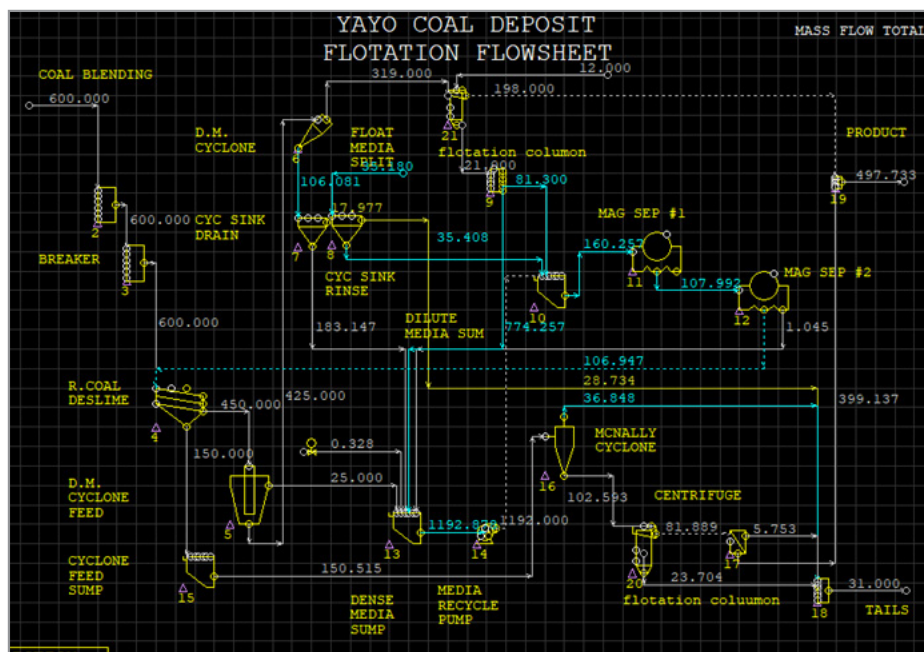 YAYO COAL DEPOSIT
FLOTATION FLOWSHEET
MASS FLOW TOTAL
COAL BLENDING
600.000
319.000
12.000
198.000
D.M.
CYCLONE
FLOAT
MEDIA
SPLIT
21
flotation columon
PRODUCT
6
106.081
21.800
9
81.300
497.733
19
2
CYC SINK
DRAIN
17.977
MAG SEP #1
600.000
BREAKER
3
7
8
CYC SINK
RINSE
35.408
160.257
11
MAG SEP #2
10
107.992
12
600.000
183.147
DILUTE
MEDIA SUM
774.257
1.045
106.947
R.COAL
DESLIME
4
450.000
425.000
28.734
36.848
399.137
150.000
0.328
MCNALLY
CYCLONE
D.M.
CYCLONE
FEED
25.000
16
102.593
CENTRIFUGE
5
13
1192.000
14
81.889
5.753
17
CYCLONE
FEED
SUMP
15
150.515
20
23.704
31.000
DENSE
MEDIA
SUMP
MEDIA
RECYCLE
PUMP
flotation coluumon
18
TAILS